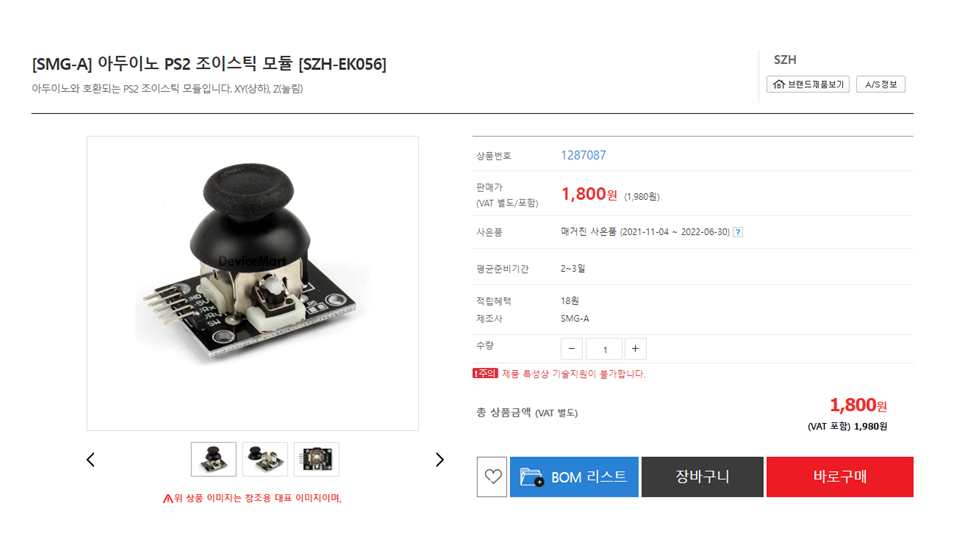 [SMG-A] 아두이노 PS2 조이스틱 모듈 [SZH-EK056]
아두이노와 호환되는 PS2 조이스틱 모듈입니다. XY(상하), Z(눌림)
SZH
브랜드제품보기
A/S정보
DeviceMart
GND
5V
VRx
VRy
SW
상품번호 1287087
판매가
(VAT 별도/포함)
1,800원 (1,980원)
사은품 매거진 사은품 (2021-11-04 ~ 2022-06-30) ?
평균준비기간 2~3일
적립혜택 18원
제조사 SMG-A
수량 − 1 +
!주의 제품 특성상 기술지원이 불가합니다.
총 상품금액 (VAT 별도) 1,800원
(VAT 포함) 1,980원
BOM 리스트
장바구니
바로구매
위 상품 이미지는 참조용 대표 이미지이며,